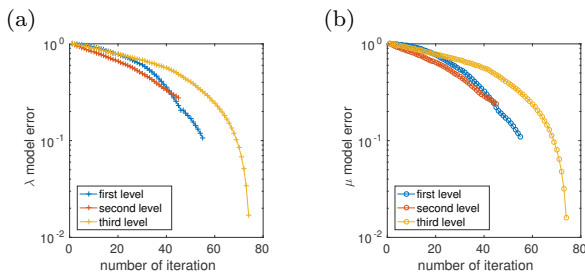 (a)
10^0
10^-1
10^-2
λ model error
first level
second level
third level
0 20 40 60 80
number of iteration
(b)
10^0
10^-1
10^-2
μ model error
first level
second level
third level
0 20 40 60 80
number of iteration